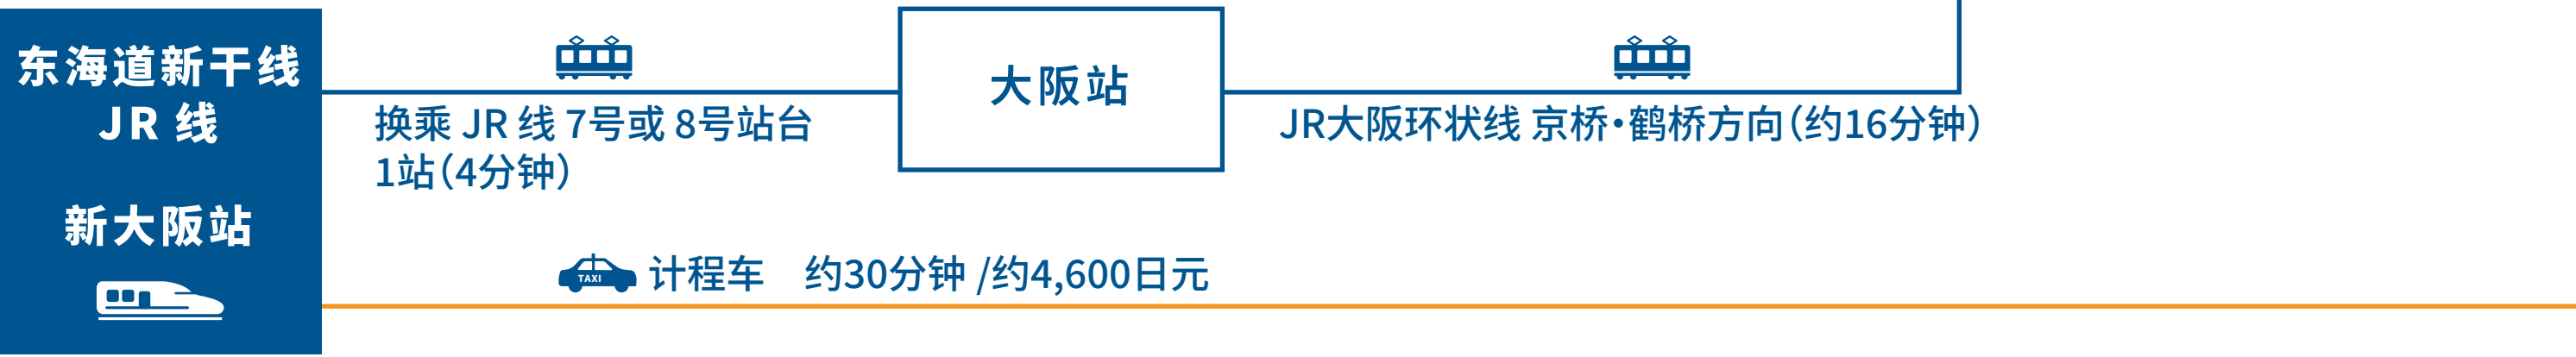 东海道新干线
JR 线
新大阪站
换乘 JR 线 7号或 8号站台
1站（4分钟）
大阪站
JR大阪环状线 京桥・鹤桥方向（约16分钟）
TAXI
计程车　约30分钟 /约4,600日元